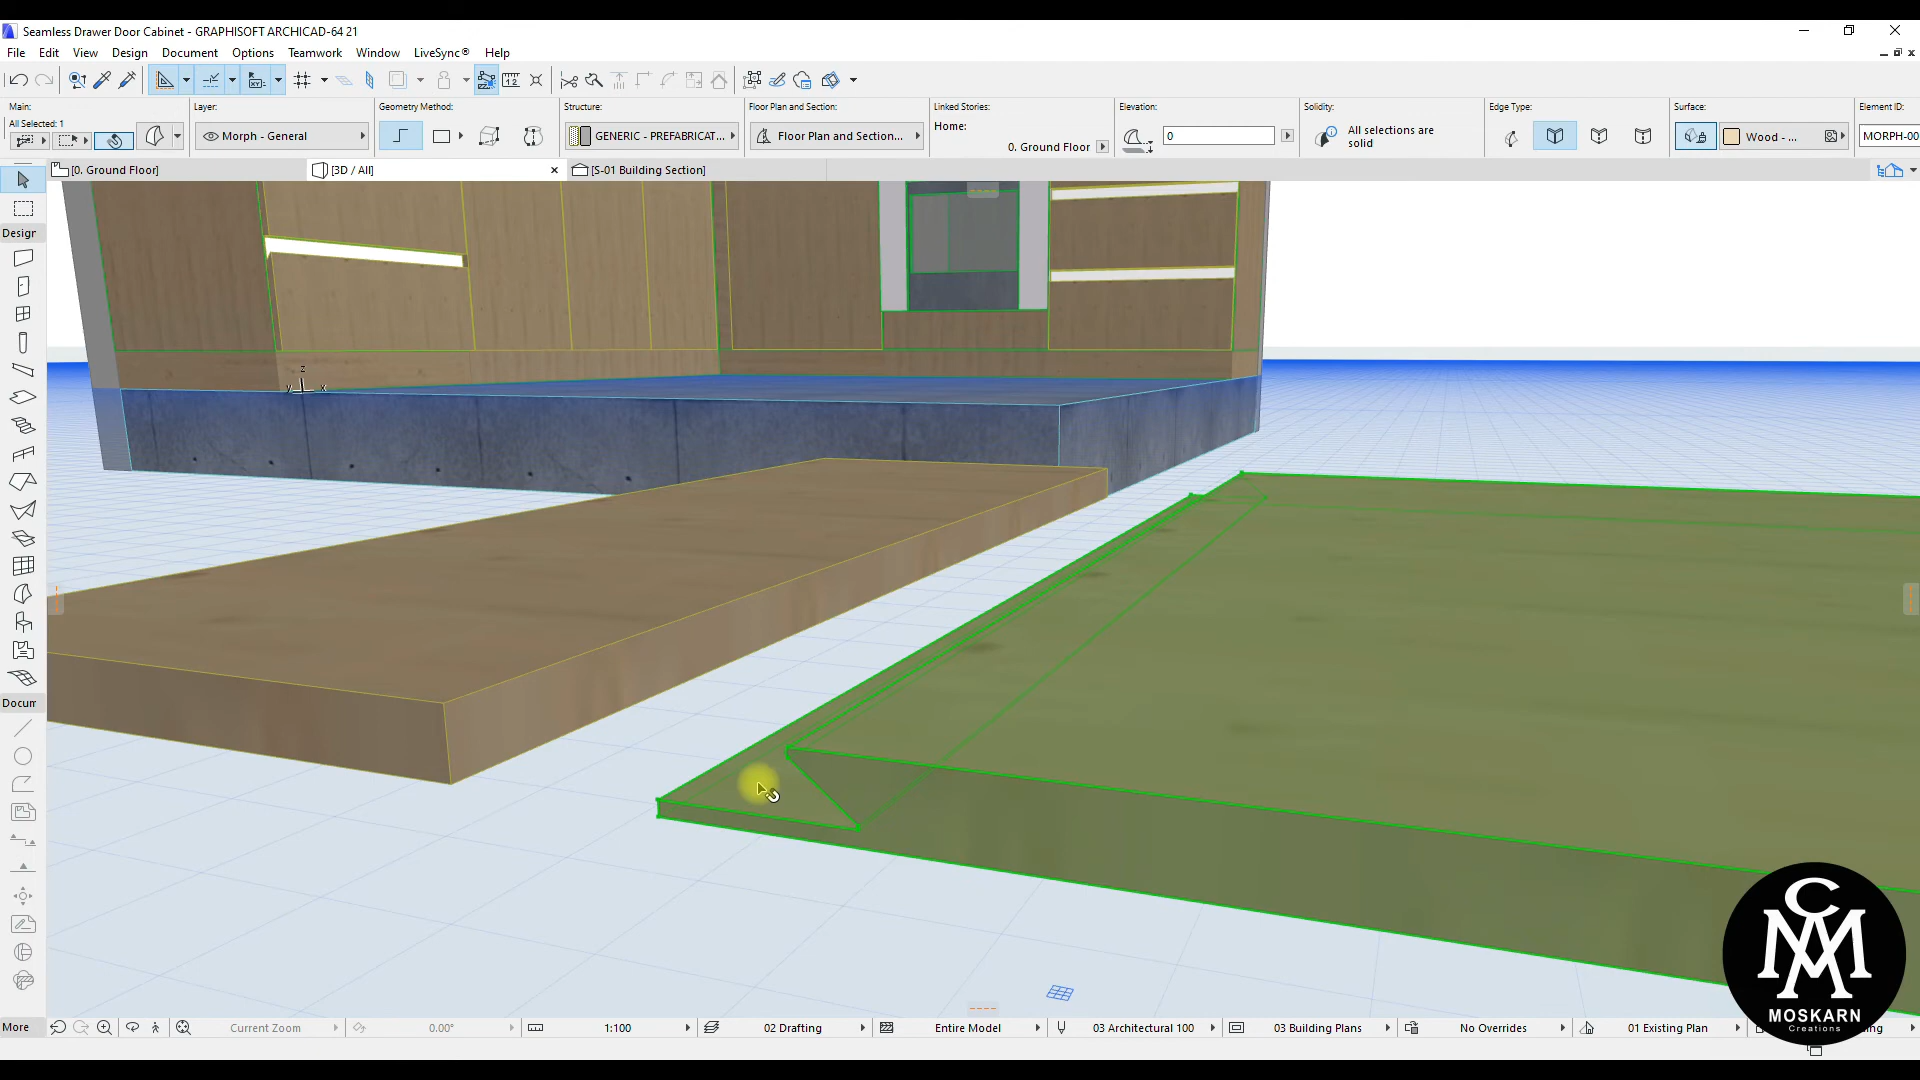 Seamless Drawer Door Cabinet - GRAPHISOFT ARCHICAD-64 21
File Edit View Design Document Options Teamwork Window LiveSync® Help
Main: Layer: Geometry Method: Structure: Floor Plan and Section: Linked Stories: Elevation: Solidity: Edge Type: Surface: Element ID:
All Selected: 1
Home:
Morph - General
GENERIC - PREFABRICAT...
Floor Plan and Section...
0. Ground Floor
0
All selections are
solid
Wood - ...
MORPH-00
[0. Ground Floor]
[3D / All]
[S-01 Building Section]
Design
z
y x
Docum
More
Current Zoom
0.00°
1:100
02 Drafting
Entire Model
03 Architectural 100
03 Building Plans
No Overrides
01 Existing Plan
CM
MOSKARN
Creations